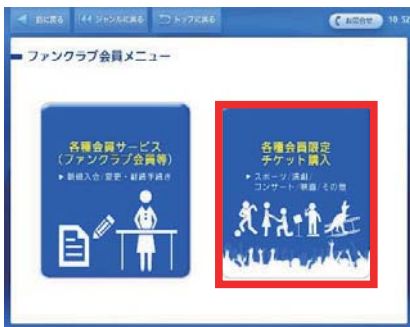 前に戻る
ジャンルに戻る
トップに戻る
お問合せ
10 52
ファンクラブ会員メニュー
各種会員サービス
(ファンクラブ会員等)
▶ 新規入会/変更・継続手続き
各種会員限定
チケット購入
▶ スポーツ/演劇/
コンサート/映画/その他